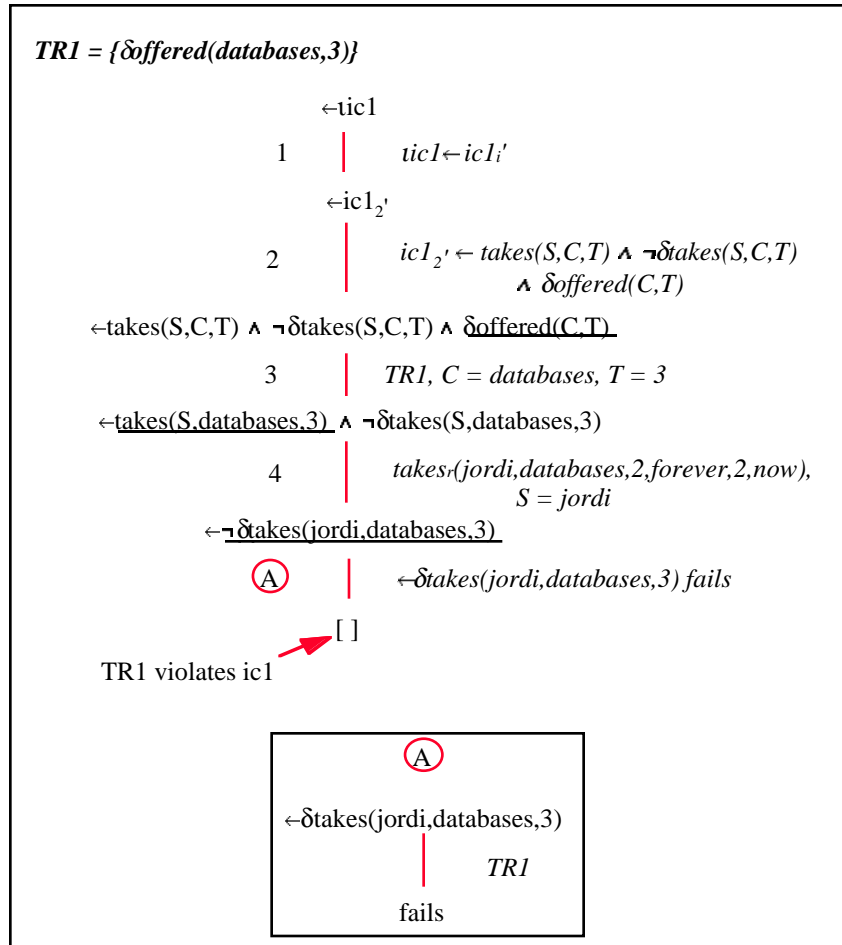 TR1 = {δoffered(databases,3)}
←ιic1
1 ιic1←ic1i'
←ic12'
2 ic12' ← takes(S,C,T) ∧ ¬δtakes(S,C,T)
∧ δoffered(C,T)
←takes(S,C,T) ∧ ¬δtakes(S,C,T) ∧ δoffered(C,T)
3 TR1, C = databases, T = 3
←takes(S,databases,3) ∧ ¬δtakes(S,databases,3)
4 takesr(jordi,databases,2,forever,2,now),
S = jordi
←¬δtakes(jordi,databases,3)
A ←δtakes(jordi,databases,3) fails
[ ]
TR1 violates ic1
A
←δtakes(jordi,databases,3)
TR1
fails